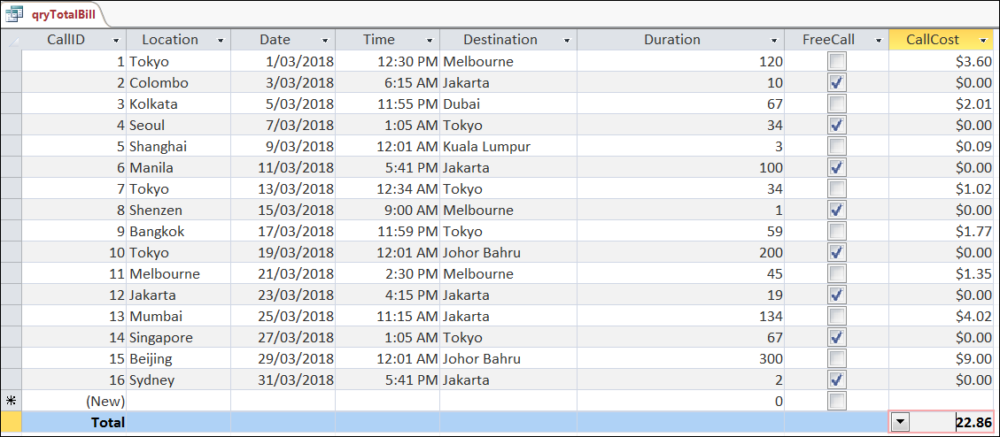 qryTotalBill
CallID Location Date Time Destination Duration FreeCall CallCost
1 Tokyo 1/03/2018 12:30 PM Melbourne 120 $3.60
2 Colombo 3/03/2018 6:15 AM Jakarta 10 $0.00
3 Kolkata 5/03/2018 11:55 PM Dubai 67 $2.01
4 Seoul 7/03/2018 1:05 AM Tokyo 34 $0.00
5 Shanghai 9/03/2018 12:01 AM Kuala Lumpur 3 $0.09
6 Manila 11/03/2018 5:41 PM Jakarta 100 $0.00
7 Tokyo 13/03/2018 12:34 AM Tokyo 34 $1.02
8 Shenzen 15/03/2018 9:00 AM Melbourne 1 $0.00
9 Bangkok 17/03/2018 11:59 PM Tokyo 59 $1.77
10 Tokyo 19/03/2018 12:01 AM Johor Bahru 200 $0.00
11 Melbourne 21/03/2018 2:30 PM Melbourne 45 $1.35
12 Jakarta 23/03/2018 4:15 PM Jakarta 19 $0.00
13 Mumbai 25/03/2018 11:15 AM Jakarta 134 $4.02
14 Singapore 27/03/2018 1:05 AM Tokyo 67 $0.00
15 Beijing 29/03/2018 12:01 AM Johor Bahru 300 $9.00
16 Sydney 31/03/2018 5:41 PM Jakarta 2 $0.00
(New) 0
Total 22.86